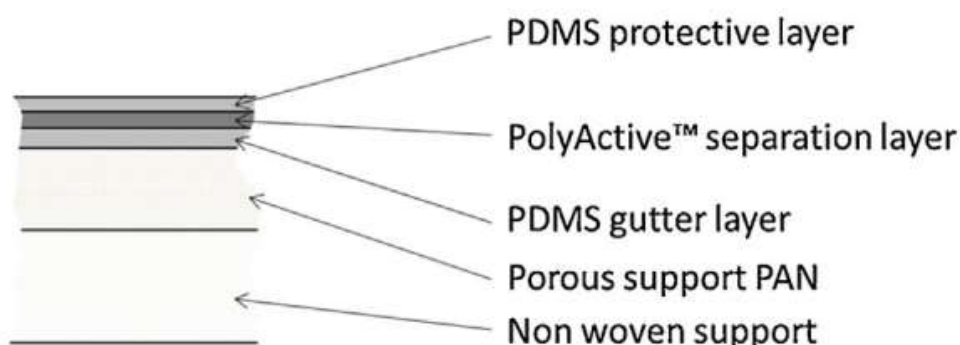 PDMS protective layer
PolyActive™ separation layer
PDMS gutter layer
Porous support PAN
Non woven support